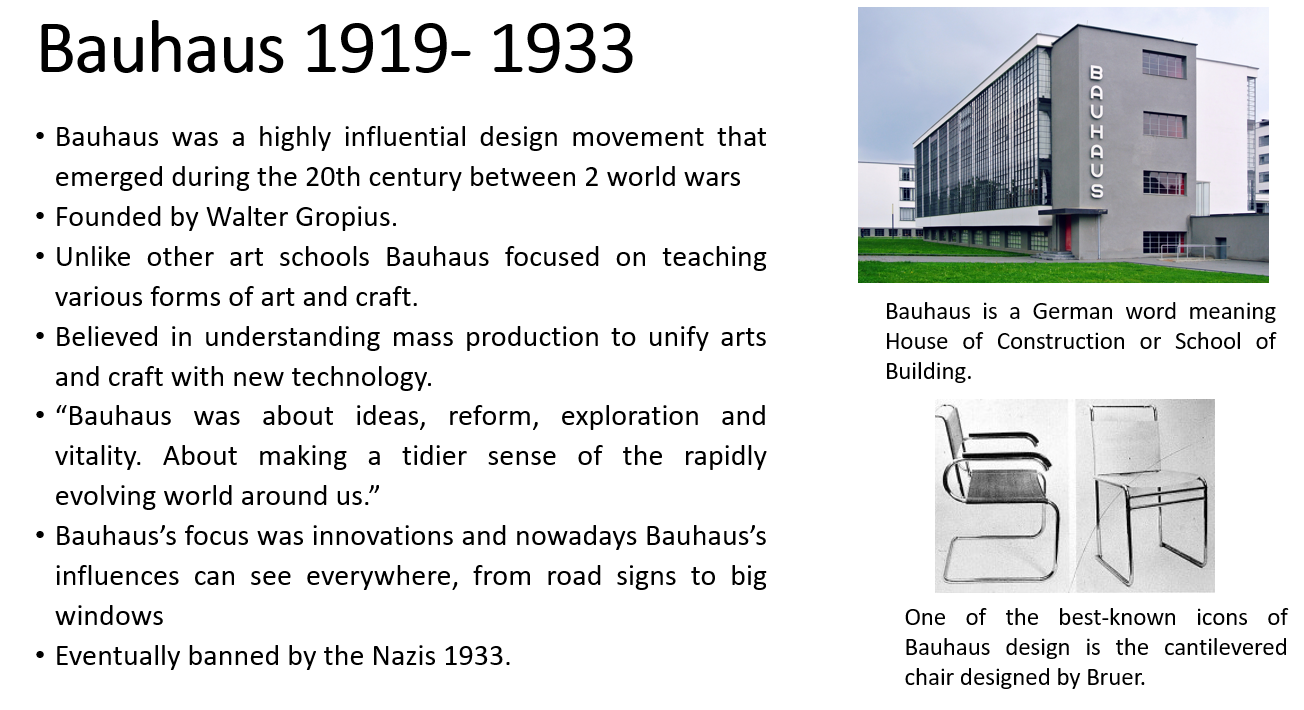 Bauhaus 1919- 1933
• Bauhaus was a highly influential design movement that
emerged during the 20th century between 2 world wars
• Founded by Walter Gropius.
• Unlike other art schools Bauhaus focused on teaching
various forms of art and craft.
• Believed in understanding mass production to unify arts
and craft with new technology.
• “Bauhaus was about ideas, reform, exploration and
vitality. About making a tidier sense of the rapidly
evolving world around us.”
• Bauhaus’s focus was innovations and nowadays Bauhaus’s
influences can see everywhere, from road signs to big
windows
• Eventually banned by the Nazis 1933.
BAUHAUS
Bauhaus is a German word meaning
House of Construction or School of
Building.
One of the best-known icons of
Bauhaus design is the cantilevered
chair designed by Bruer.